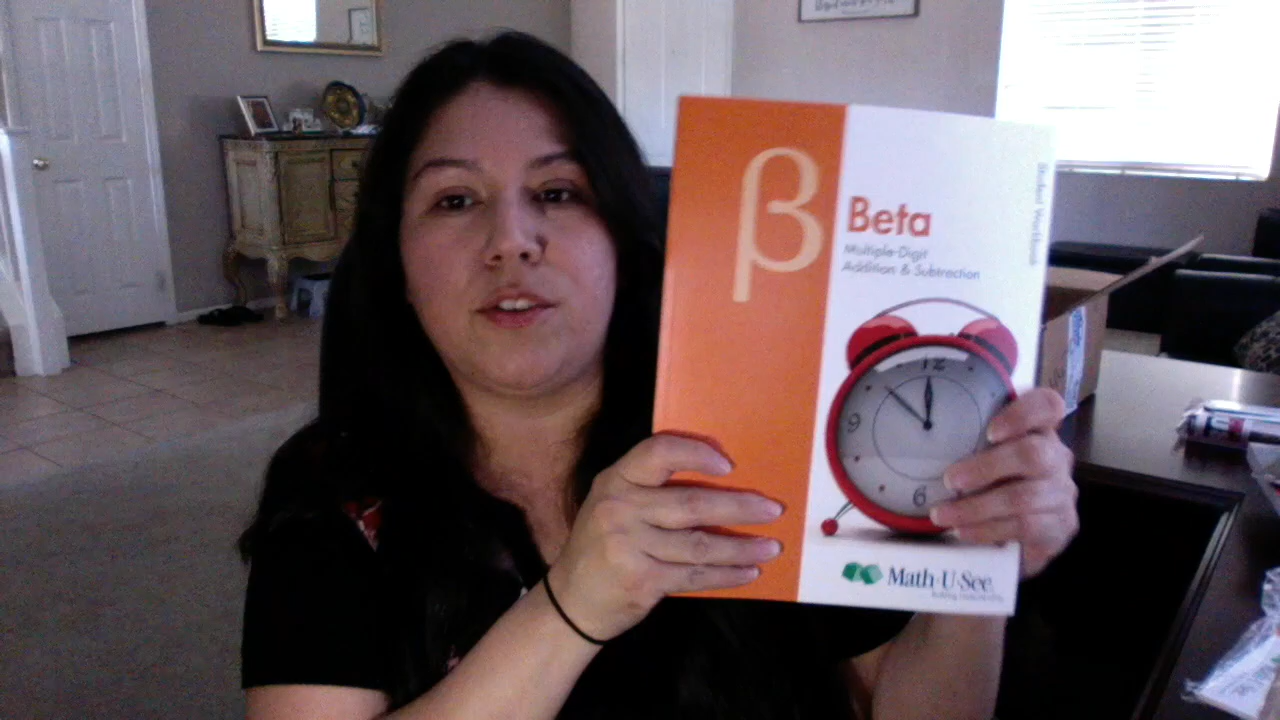 β
Beta
Multiple-Digit
Addition & Subtraction
Student Workbook
12
9
6
Math·U·See